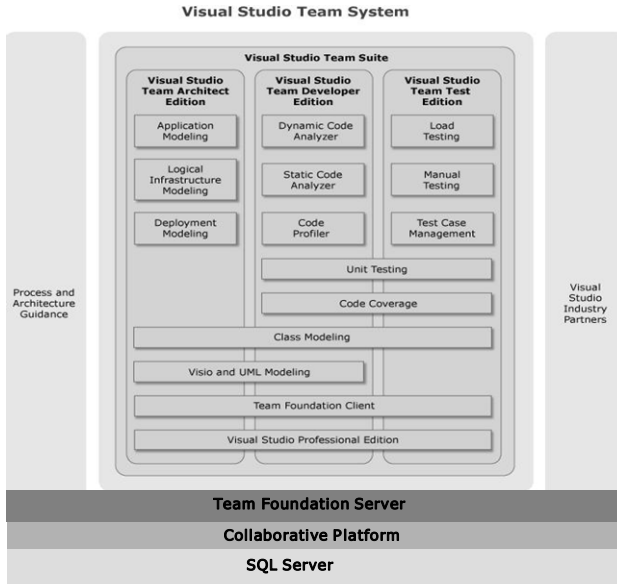 Visual Studio Team System
Visual Studio Team Suite
Visual Studio
Team Architect
Edition
Application
Modeling
Logical
Infrastructure
Modeling
Deployment
Modeling
Visual Studio
Team Developer
Edition
Dynamic Code
Analyzer
Static Code
Analyzer
Code
Profiler
Visual Studio
Team Test
Edition
Load
Testing
Manual
Testing
Test Case
Management
Unit Testing
Code Coverage
Class Modeling
Visio and UML Modeling
Team Foundation Client
Visual Studio Professional Edition
Process and
Architecture
Guidance
Visual
Studio
Industry
Partners
Team Foundation Server
Collaborative Platform
SQL Server